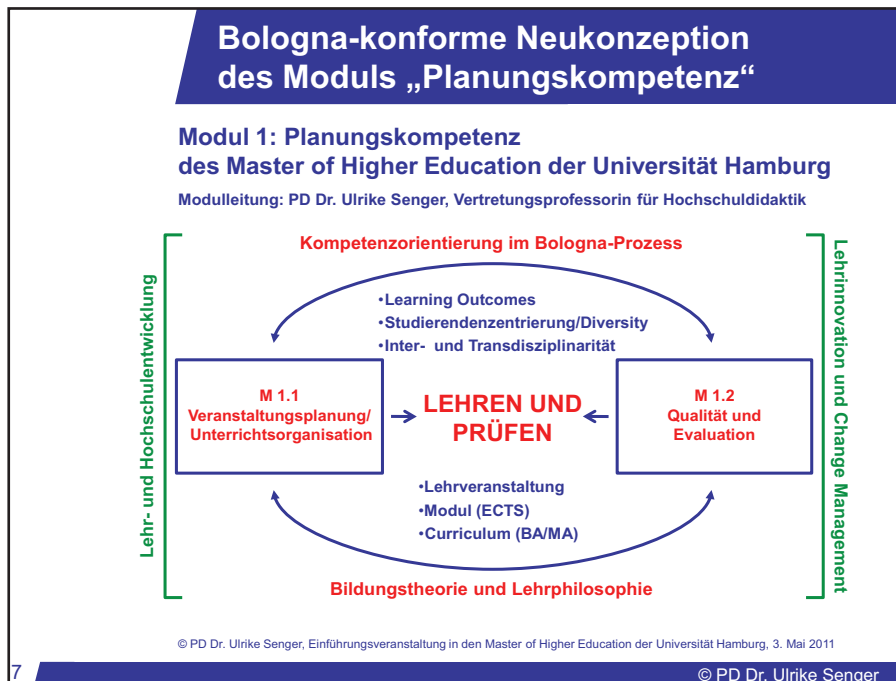 Bologna-konforme Neukonzeption
des Moduls „Planungskompetenz“
Modul 1: Planungskompetenz
des Master of Higher Education der Universität Hamburg
Modulleitung: PD Dr. Ulrike Senger, Vertretungsprofessorin für Hochschuldidaktik
Lehr- und Hochschulentwicklung
Kompetenzorientierung im Bologna-Prozess
•Learning Outcomes
•Studierendenzentrierung/Diversity
•Inter- und Transdisziplinarität
M 1.1
Veranstaltungsplanung/
Unterrichtsorganisation
LEHREN UND
PRÜFEN
M 1.2
Qualität und
Evaluation
•Lehrveranstaltung
•Modul (ECTS)
•Curriculum (BA/MA)
Bildungstheorie und Lehrphilosophie
Lehrinnovation und Change Management
© PD Dr. Ulrike Senger, Einführungsveranstaltung in den Master of Higher Education der Universität Hamburg, 3. Mai 2011
7
© PD Dr. Ulrike Senger